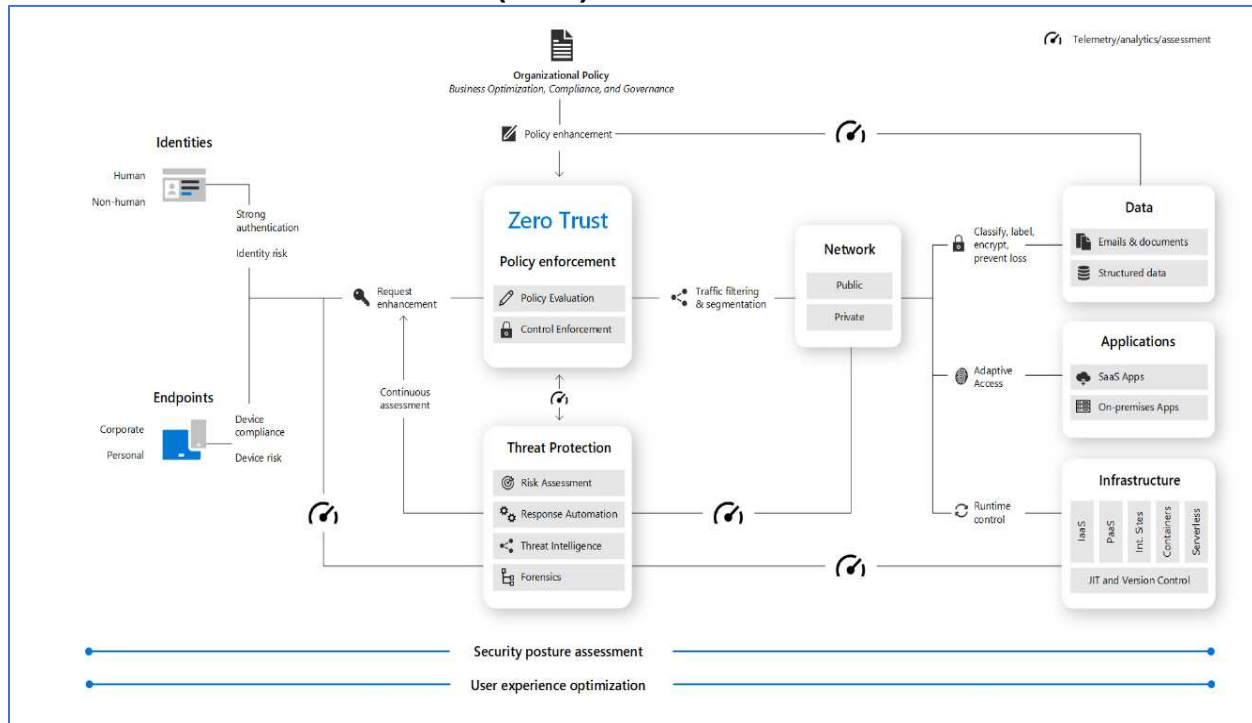 Telemetry/analytics/assessment
Organizational Policy
Business Optimization, Compliance, and Governance
Policy enhancement
Identities
Human
Non-human
Strong
authentication
Identity risk
Endpoints
Corporate
Personal
Device
compliance
Device risk
Request
enhancement
Continuous
assessment
Zero Trust
Policy enforcement
Policy Evaluation
Control Enforcement
Threat Protection
Risk Assessment
Response Automation
Threat Intelligence
Forensics
Traffic filtering
& segmentation
Network
Public
Private
Classify, label,
encrypt,
prevent loss
Adaptive
Access
Runtime
control
Data
Emails & documents
Structured data
Applications
SaaS Apps
On-premises Apps
Infrastructure
IaaS
PaaS
Int. Sites
Containers
Serverless
JIT and Version Control
Security posture assessment
User experience optimization